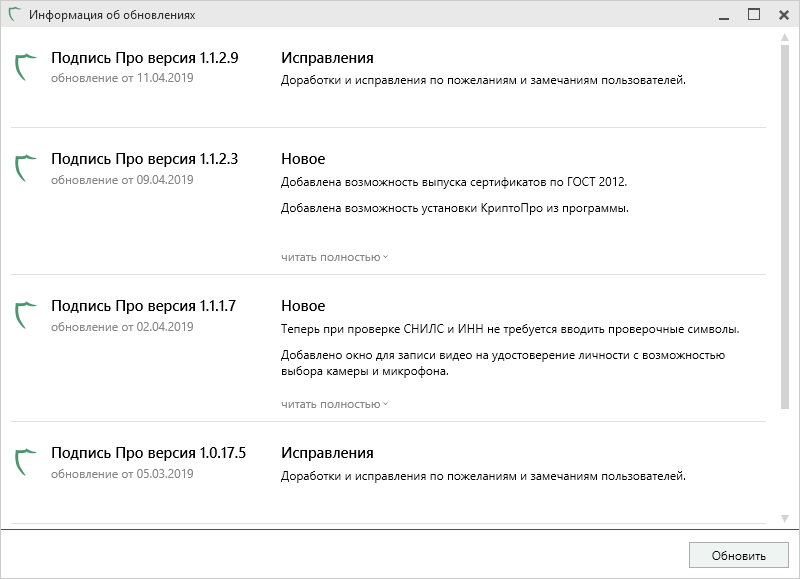 Информация об обновлениях
Подпись Про версия 1.1.2.9
обновление от 11.04.2019
Исправления
Доработки и исправления по пожеланиям и замечаниям пользователей.
Подпись Про версия 1.1.2.3
обновление от 09.04.2019
Новое
Добавлена возможность выпуска сертификатов по ГОСТ 2012.
Добавлена возможность установки КриптоПро из программы.
читать полностью
Подпись Про версия 1.1.1.7
обновление от 02.04.2019
Новое
Теперь при проверке СНИЛС и ИНН не требуется вводить проверочные символы.
Добавлено окно для записи видео на удостоверение личности с возможностью
выбора камеры и микрофона.
читать полностью
Подпись Про версия 1.0.17.5
обновление от 05.03.2019
Исправления
Доработки и исправления по пожеланиям и замечаниям пользователей.
Обновить